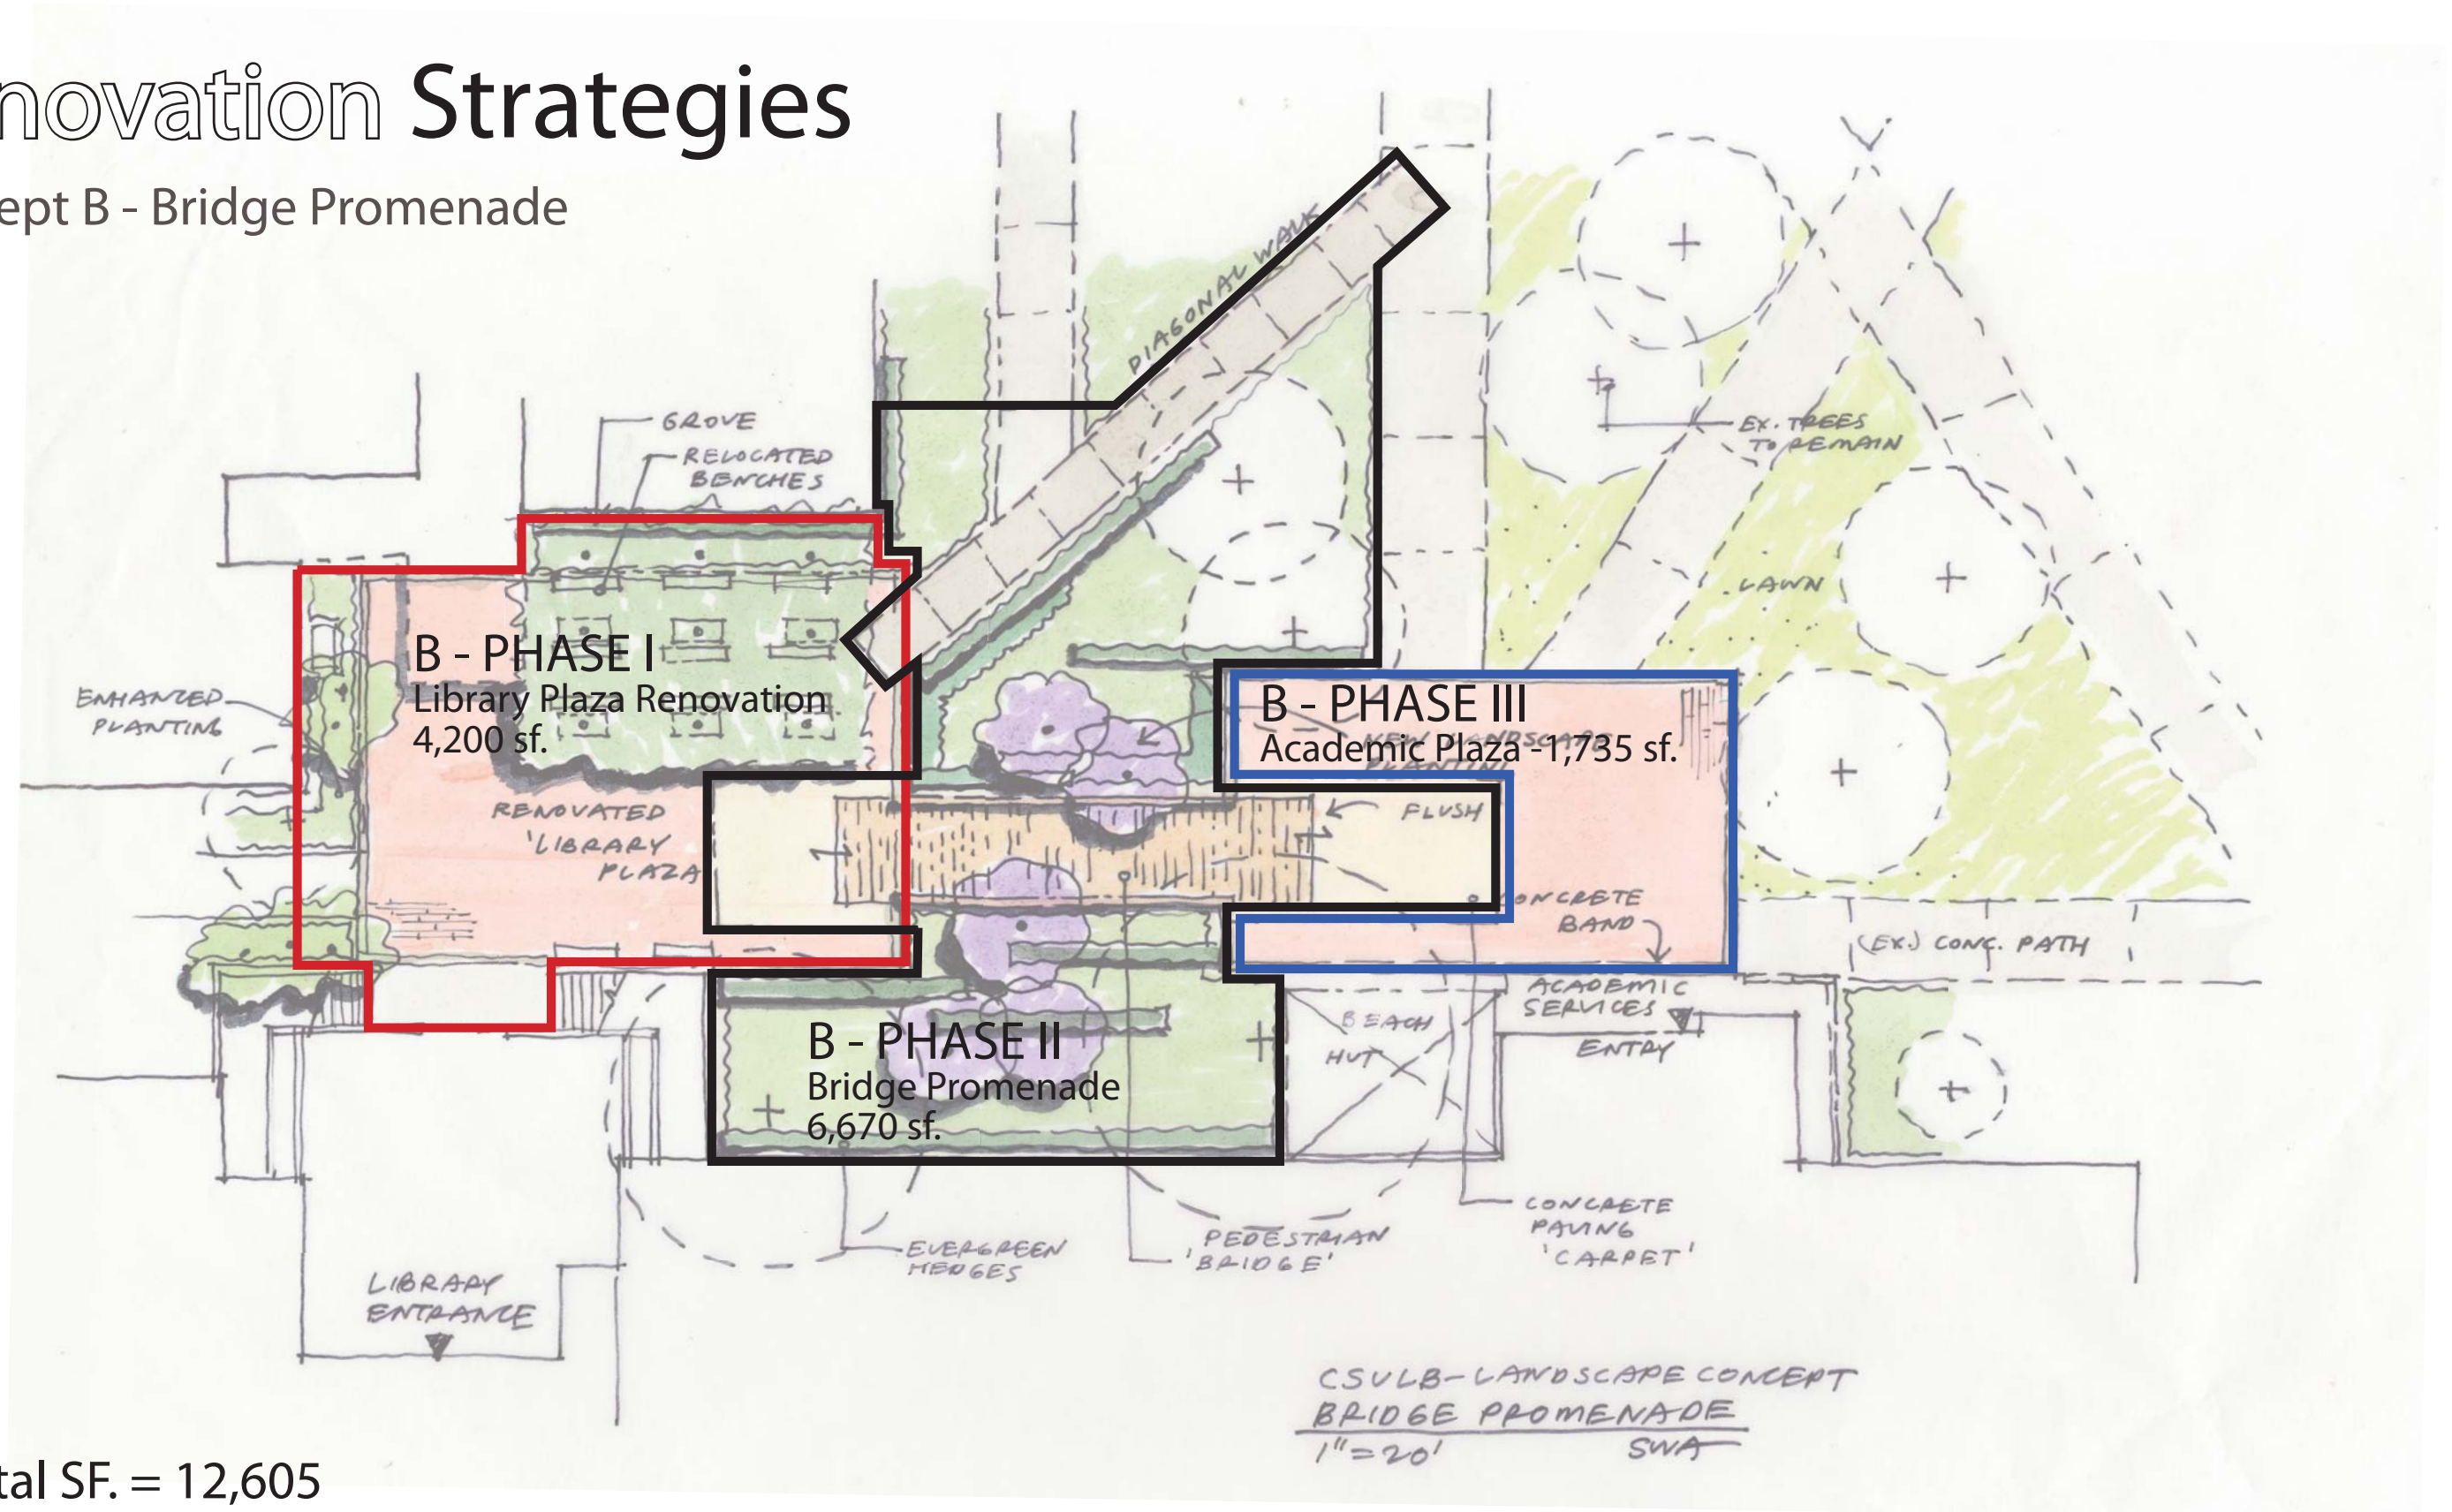 novation Strategies
ept B - Bridge Promenade
DIAGONAL WALK
GROVE
RELOCATED
BENCHES
EX. TREES
TO REMAIN
LAWN
B - PHASE I
Library Plaza Renovation
4,200 sf.
ENHANCED
PLANTING
B - PHASE III
Academic Plaza -1,735 sf.
NEW LANDSCAPE
PLANTING
RENOVATED
'LIBRARY
PLAZA
FLUSH
CONCRETE
BAND
(EX.) CONC. PATH
ACADEMIC
SERVICES
ENTRY
BEACH
HUT
B - PHASE II
Bridge Promenade
6,670 sf.
CONCRETE
PAVING
'CARPET'
PEDESTRIAN
'BRIDGE'
EVERGREEN
HEDGES
LIBRARY
ENTRANCE
CSULB-LANDSCAPE CONCEPT
BRIDGE PROMENADE
1"=20' SWA
tal SF. = 12,605